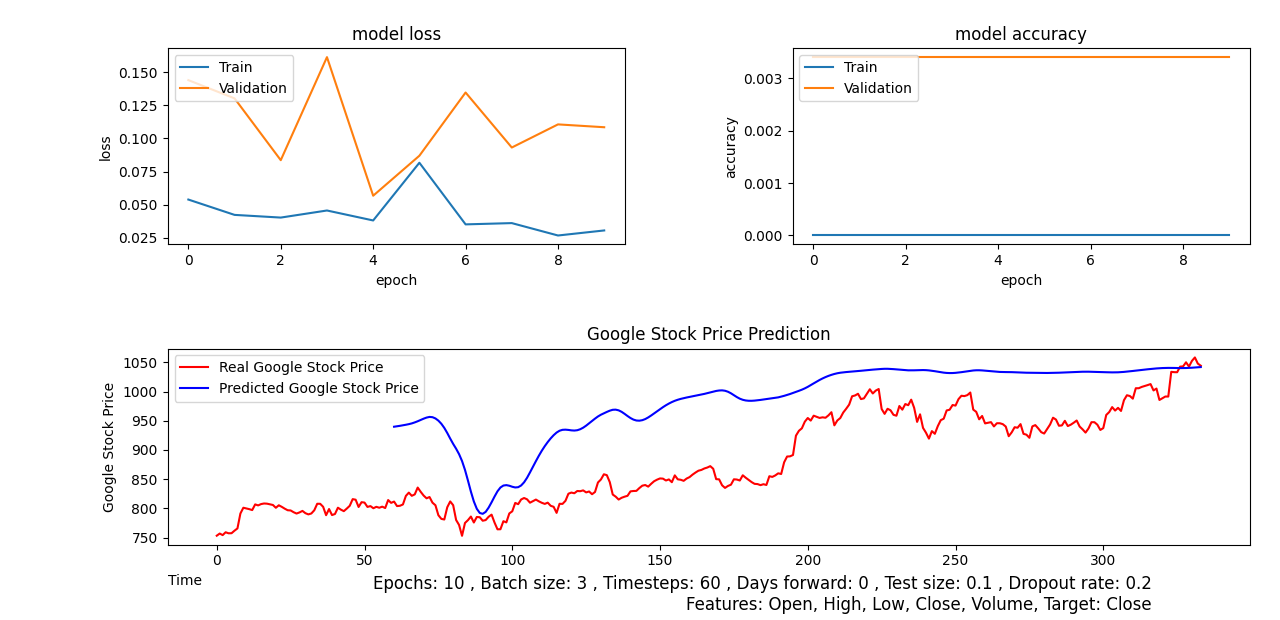 model loss
Train
Validation
0.150
0.125
0.100
0.075
0.050
0.025
loss
0 2 4 6 8
epoch
model accuracy
Train
Validation
0.003
0.002
0.001
0.000
accuracy
0 2 4 6 8
epoch
Google Stock Price Prediction
Real Google Stock Price
Predicted Google Stock Price
1050
1000
950
900
850
800
750
Google Stock Price
0 50 100 150 200 250 300
Time
Epochs: 10 , Batch size: 3 , Timesteps: 60 , Days forward: 0 , Test size: 0.1 , Dropout rate: 0.2
Features: Open, High, Low, Close, Volume, Target: Close